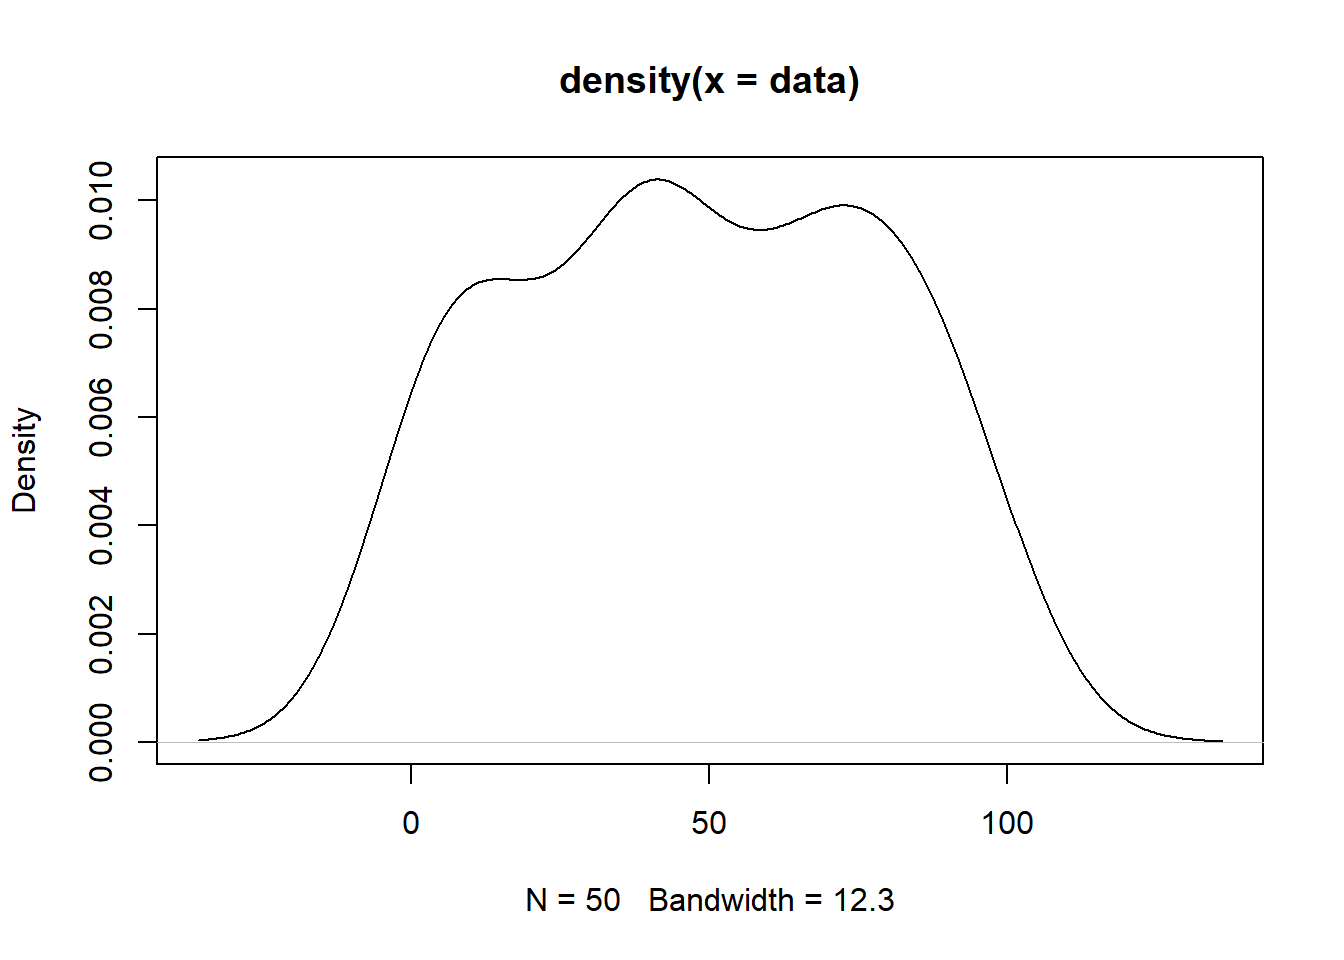 density(x = data)
Density
0.010
0.008
0.006
0.004
0.002
0.000
0 50 100
N = 50 Bandwidth = 12.3